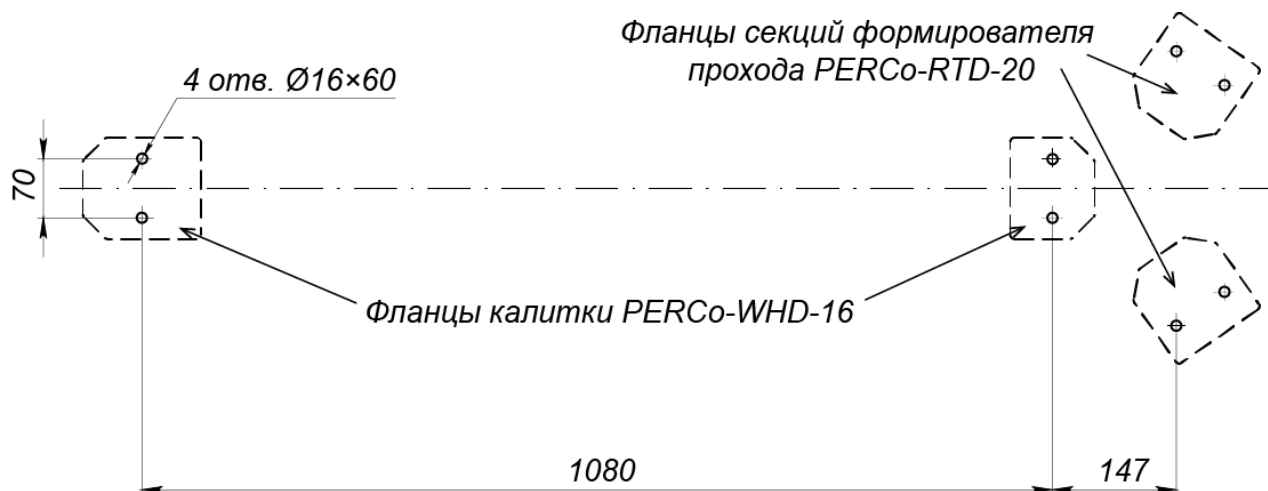 Фланцы секций формирователя
прохода PERCo-RTD-20
4 отв. Ø16×60
70
Фланцы калитки PERCo-WHD-16
1080
147